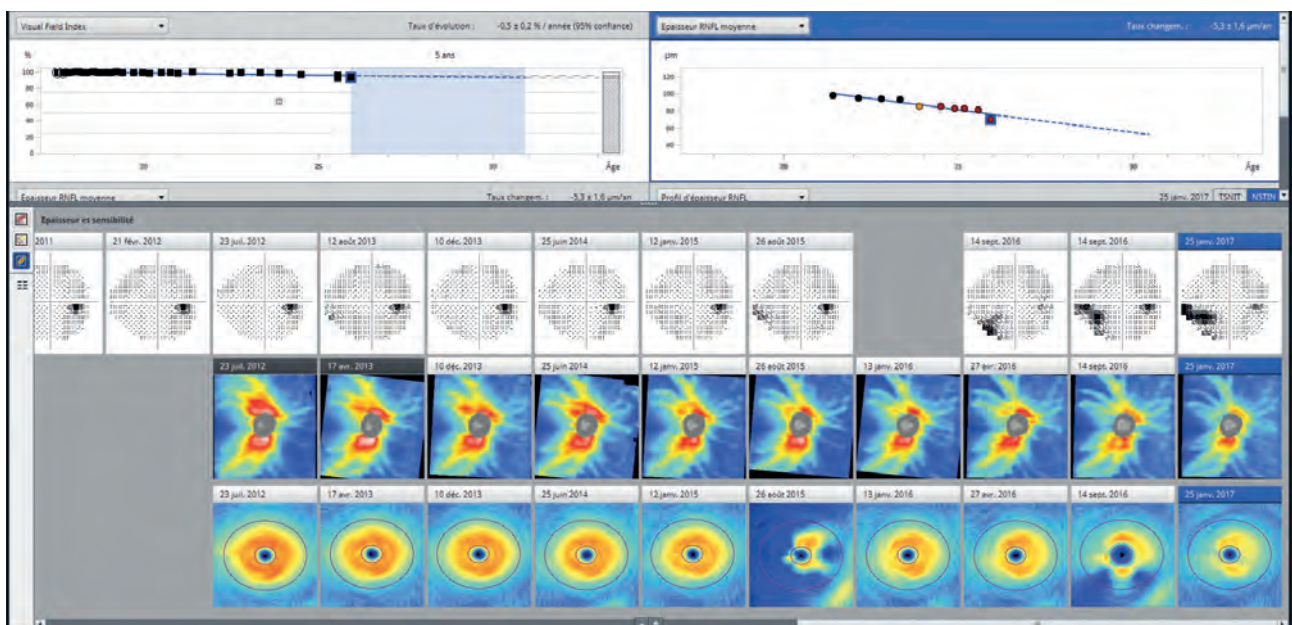 Visual Field Index
Taux d'évolution : -0,5 ± 0,2 % / année (95% confiance)
Epaisseur RNFL moyenne
Taux changem. : -5,3 ± 1,6 µm/an
%
5 ans
100
80
60
40
20
0
20
25
30
Âge
µm
120
100
80
60
40
20
25
30
Âge
Epaisseur RNFL moyenne
Taux changem. : -5,3 ± 1,6 µm/an
Profil d'épaisseur RNFL
25 janv. 2017
TSNIT
NSTIN
Epaisseur et sensibilité
2011
21 févr. 2012
23 juil. 2012
12 août 2013
10 déc. 2013
25 juin 2014
12 janv. 2015
26 août 2015
14 sept. 2016
14 sept. 2016
25 janv. 2017
23 juil. 2012
17 avr. 2013
10 déc. 2013
25 juin 2014
12 janv. 2015
26 août 2015
13 janv. 2016
27 avr. 2016
14 sept. 2016
25 janv. 2017
23 juil. 2012
17 avr. 2013
10 déc. 2013
25 juin 2014
12 janv. 2015
26 août 2015
13 janv. 2016
27 avr. 2016
14 sept. 2016
25 janv. 2017